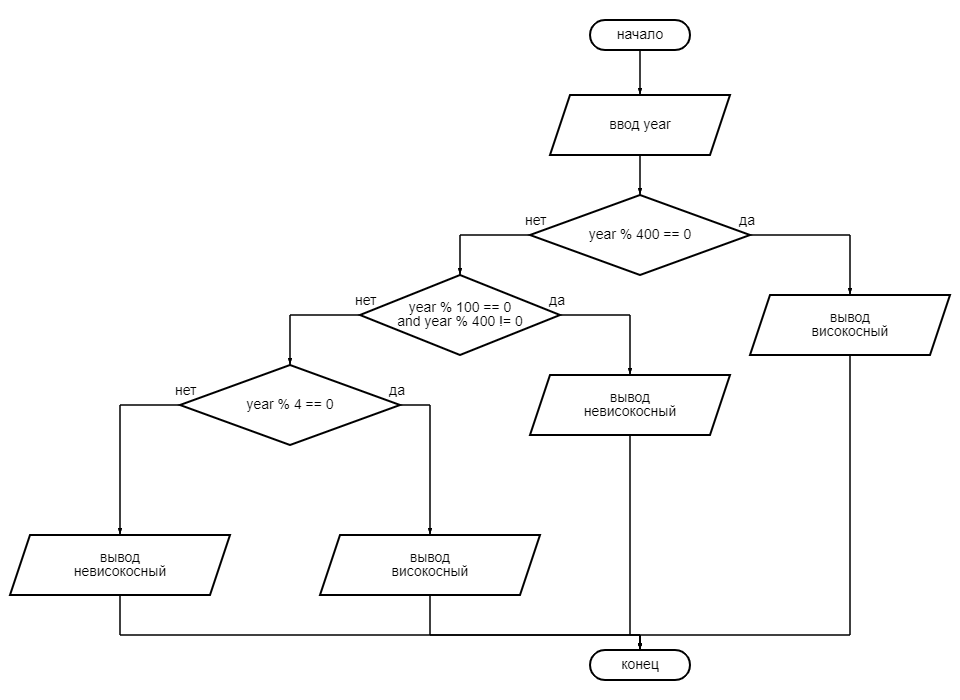 начало
ввод year
year % 400 == 0
нет
да
year % 100 == 0
and year % 400 != 0
нет
да
вывод
високосный
year % 4 == 0
нет
да
вывод
невисокосный
вывод
невисокосный
вывод
високосный
конец